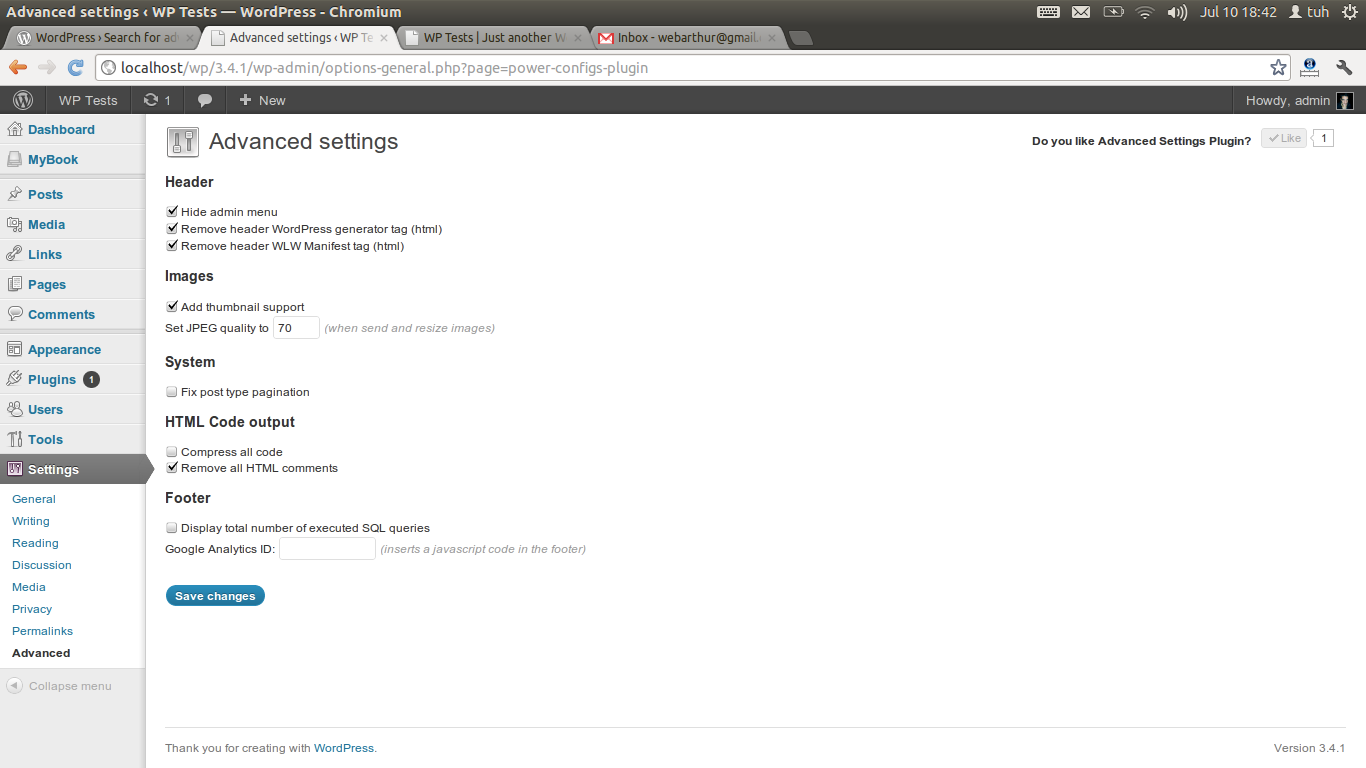 Advanced settings ‹ WP Tests — WordPress - Chromium
Jul 10 18:42 tuh
WordPress › Search for ad
Advanced settings ‹ WP Te
WP Tests | Just another W
Inbox - webarthur@gmail.
localhost/wp/3.4.1/wp-admin/options-general.php?page=power-configs-plugin
WP Tests 1 + New
Howdy, admin
Dashboard
MyBook
Posts
Media
Links
Pages
Comments
Appearance
Plugins 1
Users
Tools
Settings
General
Writing
Reading
Discussion
Media
Privacy
Permalinks
Advanced
Collapse menu
Advanced settings
Do you like Advanced Settings Plugin? Like 1
Header
Hide admin menu
Remove header WordPress generator tag (html)
Remove header WLW Manifest tag (html)
Images
Add thumbnail support
Set JPEG quality to 70 (when send and resize images)
System
Fix post type pagination
HTML Code output
Compress all code
Remove all HTML comments
Footer
Display total number of executed SQL queries
Google Analytics ID: (inserts a javascript code in the footer)
Save changes
Thank you for creating with WordPress.
Version 3.4.1